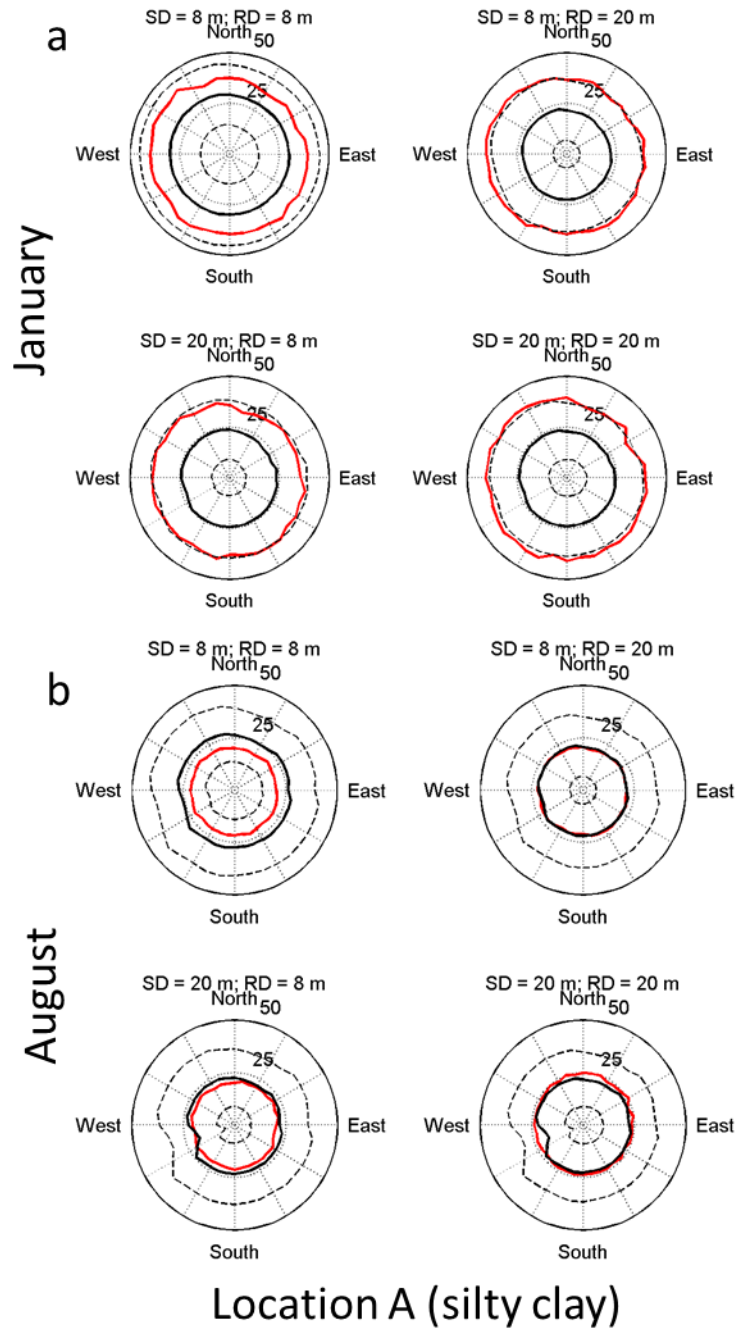 a
January
SD = 8 m; RD = 8 m
North 50
25
West
East
South
SD = 8 m; RD = 20 m
North 50
25
West
East
South
SD = 20 m; RD = 8 m
North 50
25
West
East
South
SD = 20 m; RD = 20 m
North 50
25
West
East
South
b
August
SD = 8 m; RD = 8 m
North 50
25
West
East
South
SD = 8 m; RD = 20 m
North 50
25
West
East
South
SD = 20 m; RD = 8 m
North 50
25
West
East
South
SD = 20 m; RD = 20 m
North 50
25
West
East
South
Location A (silty clay)